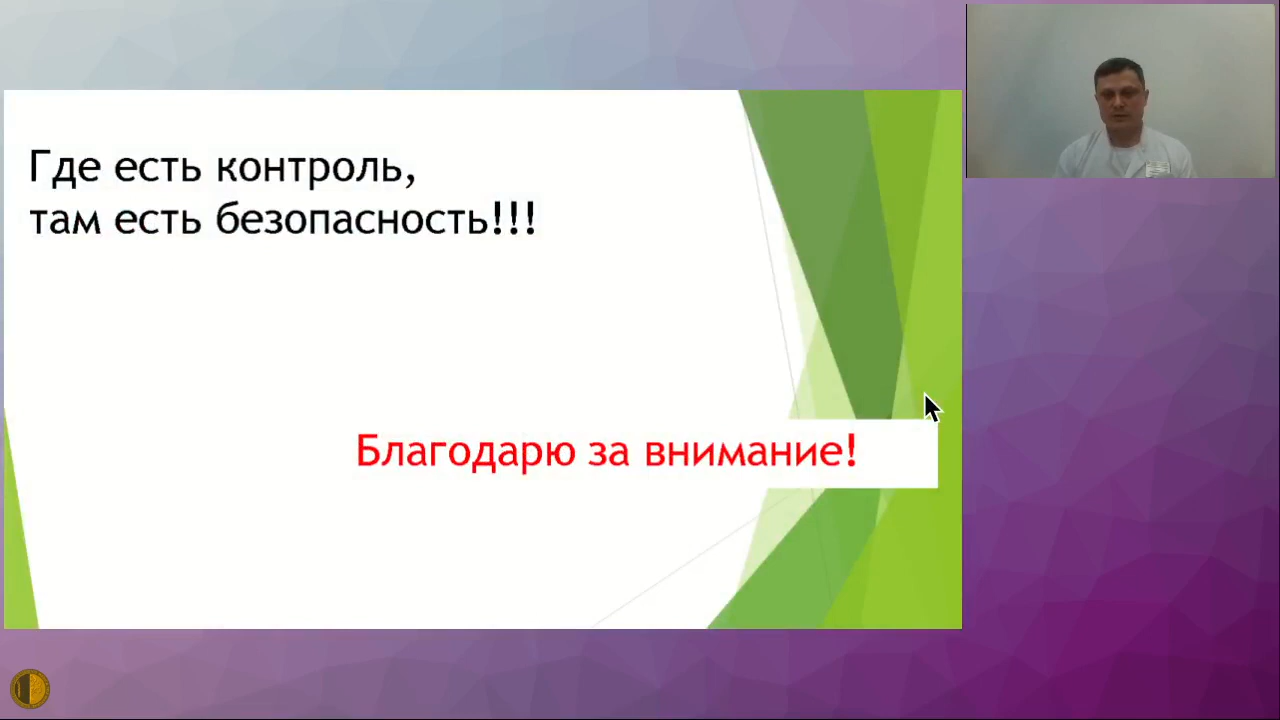 Где есть контроль,
там есть безопасность!!!
Благодарю за внимание!